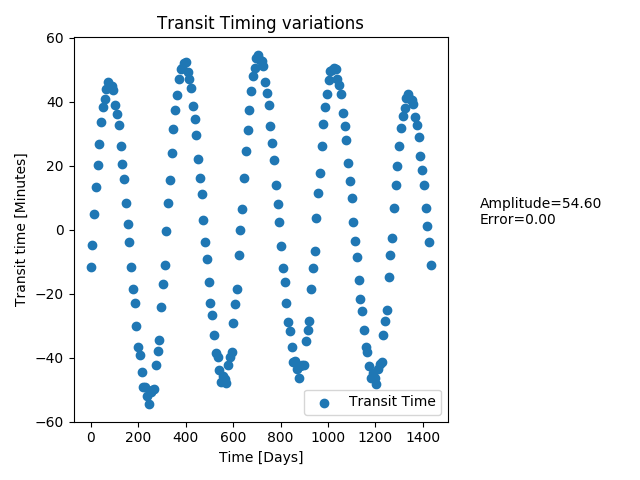 Transit Timing variations
60
40
20
0
−20
−40
−60
Transit time [Minutes]
0 200 400 600 800 1000 1200 1400
Time [Days]
Transit Time
Amplitude=54.60
Error=0.00